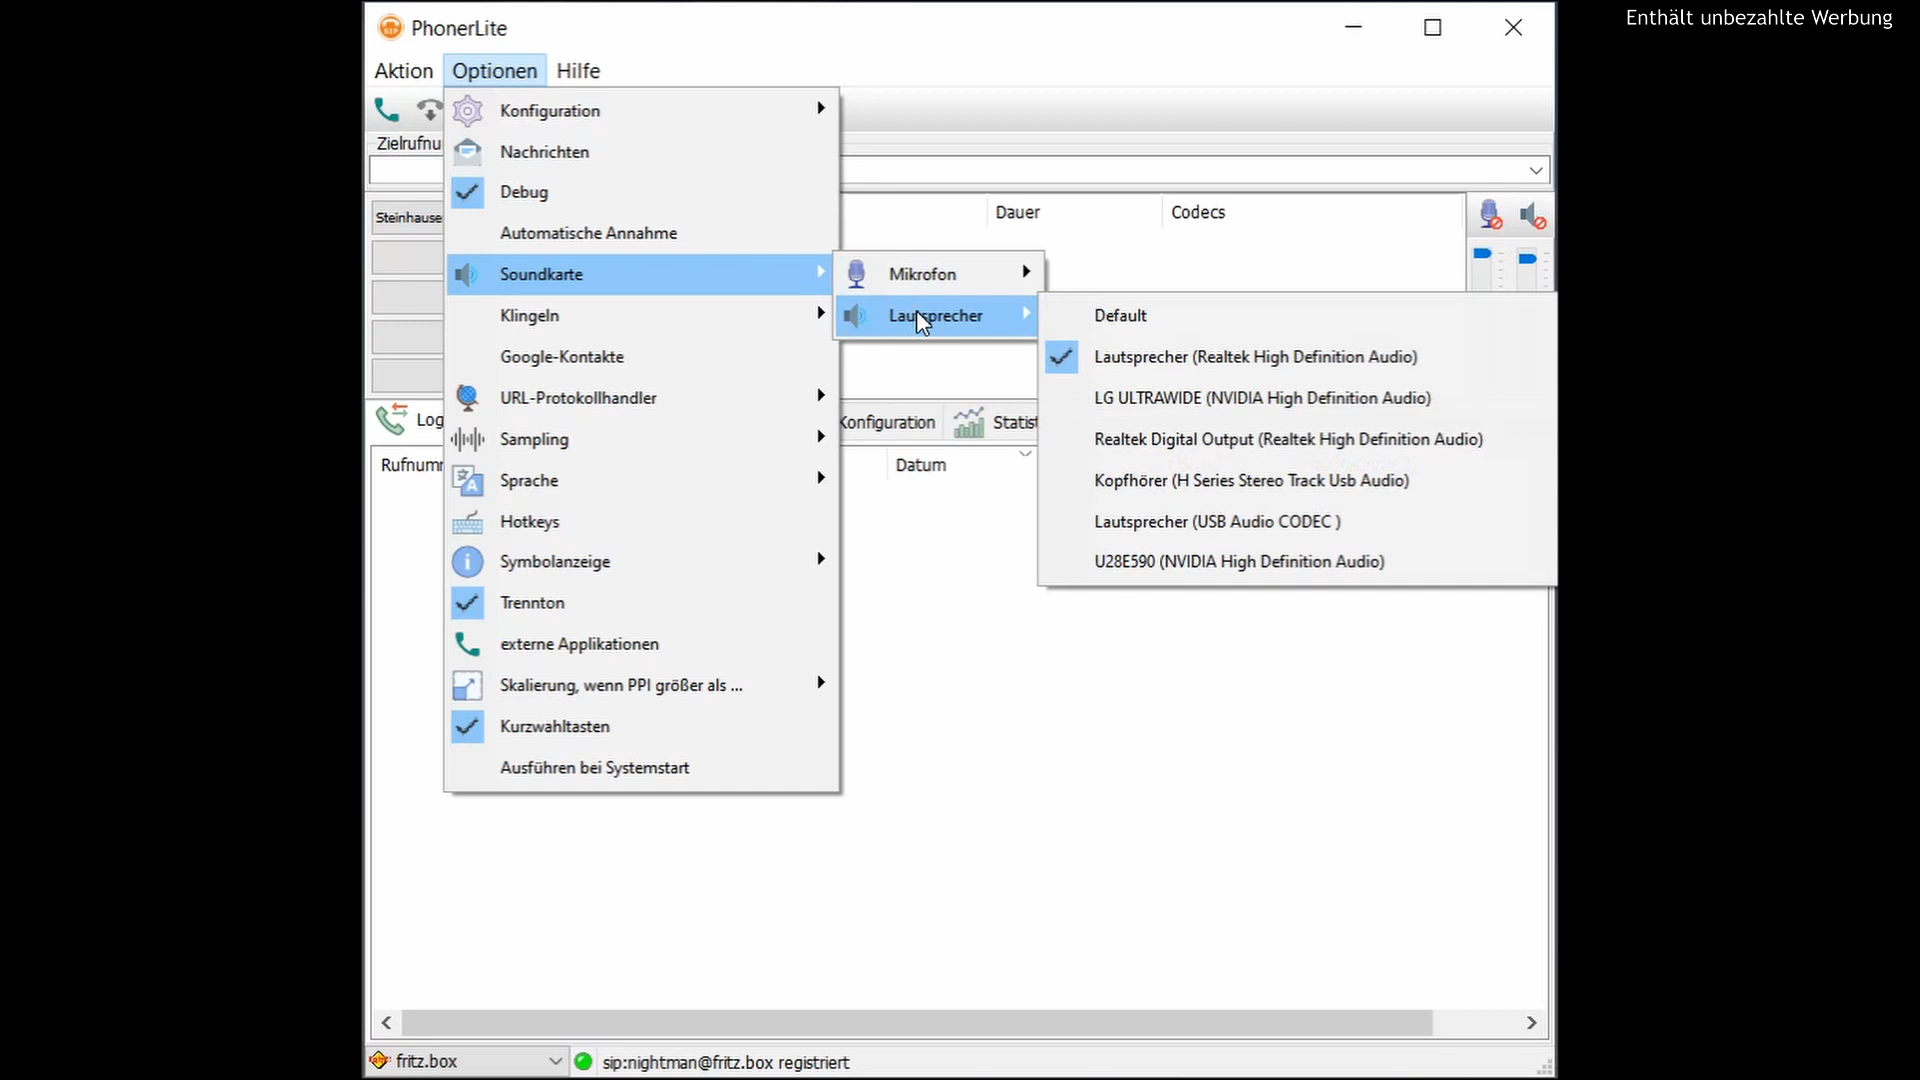 Enthält unbezahlte Werbung
PhonerLite
Aktion Optionen Hilfe
Konfiguration
Nachrichten
Debug
Automatische Annahme
Soundkarte
Klingeln
Google-Kontakte
URL-Protokollhandler
Sampling
Sprache
Hotkeys
Symbolanzeige
Trennton
externe Applikationen
Skalierung, wenn PPI größer als ...
Kurzwahltasten
Ausführen bei Systemstart
Mikrofon
Lautsprecher
Default
Lautsprecher (Realtek High Definition Audio)
LG ULTRAWIDE (NVIDIA High Definition Audio)
Realtek Digital Output (Realtek High Definition Audio)
Kopfhörer (H Series Stereo Track Usb Audio)
Lautsprecher (USB Audio CODEC )
U28E590 (NVIDIA High Definition Audio)
Zielrufnu
Dauer Codecs
Steinhause
Log Konfiguration Statist
Rufnumm Datum
fritz.box sip:nightman@fritz.box registriert